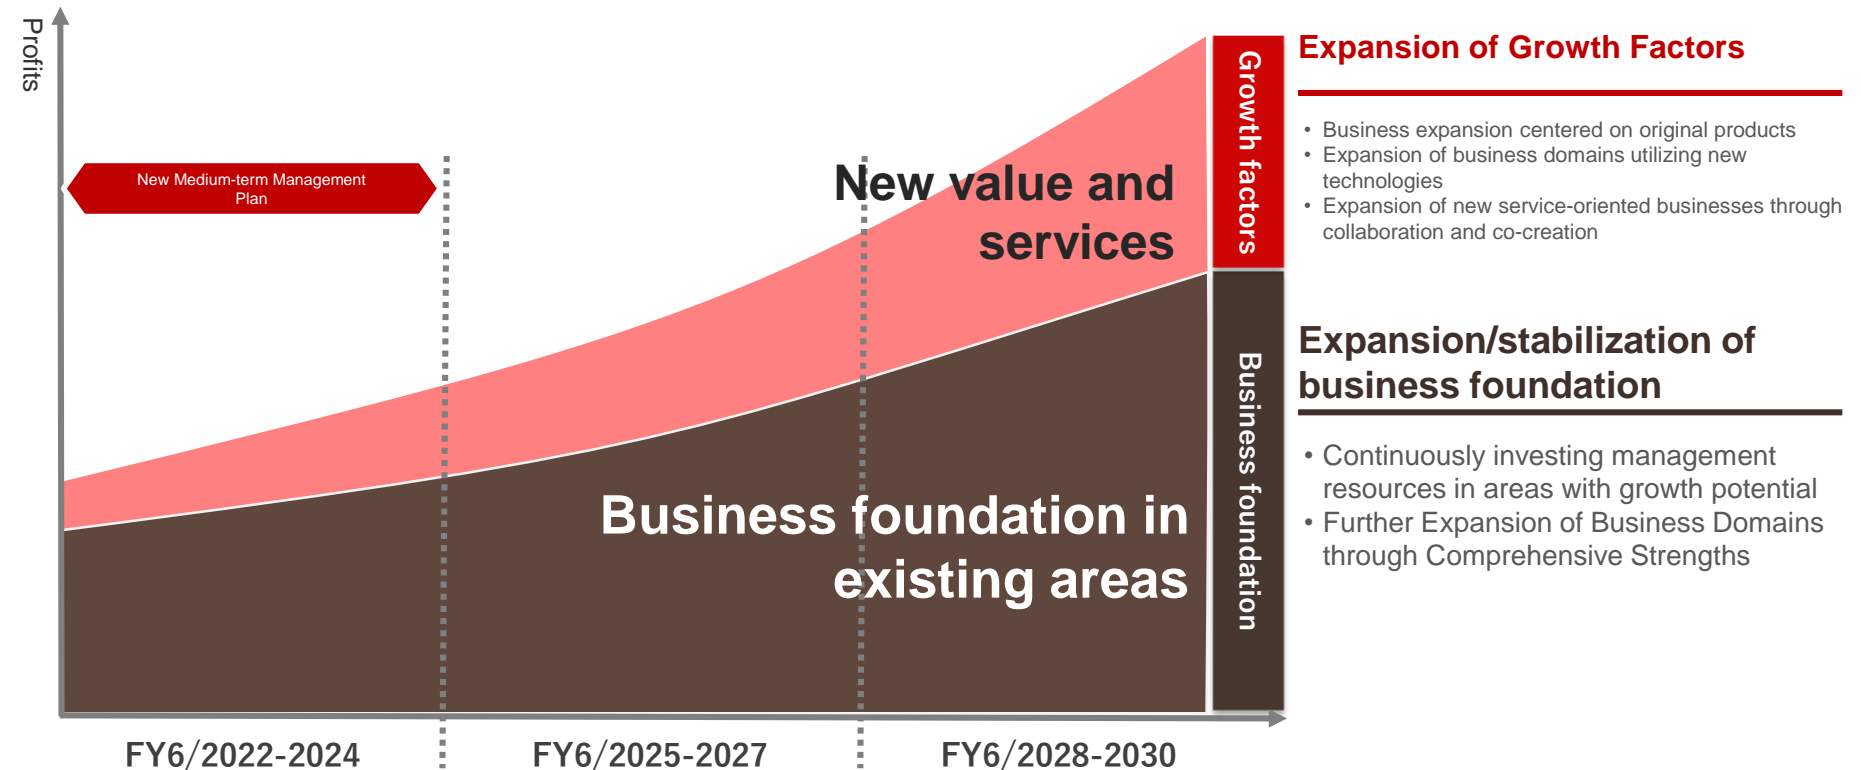 Profits
New Medium-term Management
Plan
New value and
services
Business foundation in
existing areas
Growth factors
Business foundation
Expansion of Growth Factors
• Business expansion centered on original products
• Expansion of business domains utilizing new
technologies
• Expansion of new service-oriented businesses through
collaboration and co-creation
Expansion/stabilization of
business foundation
• Continuously investing management
resources in areas with growth potential
• Further Expansion of Business Domains
through Comprehensive Strengths
FY6/2022-2024
FY6/2025-2027
FY6/2028-2030